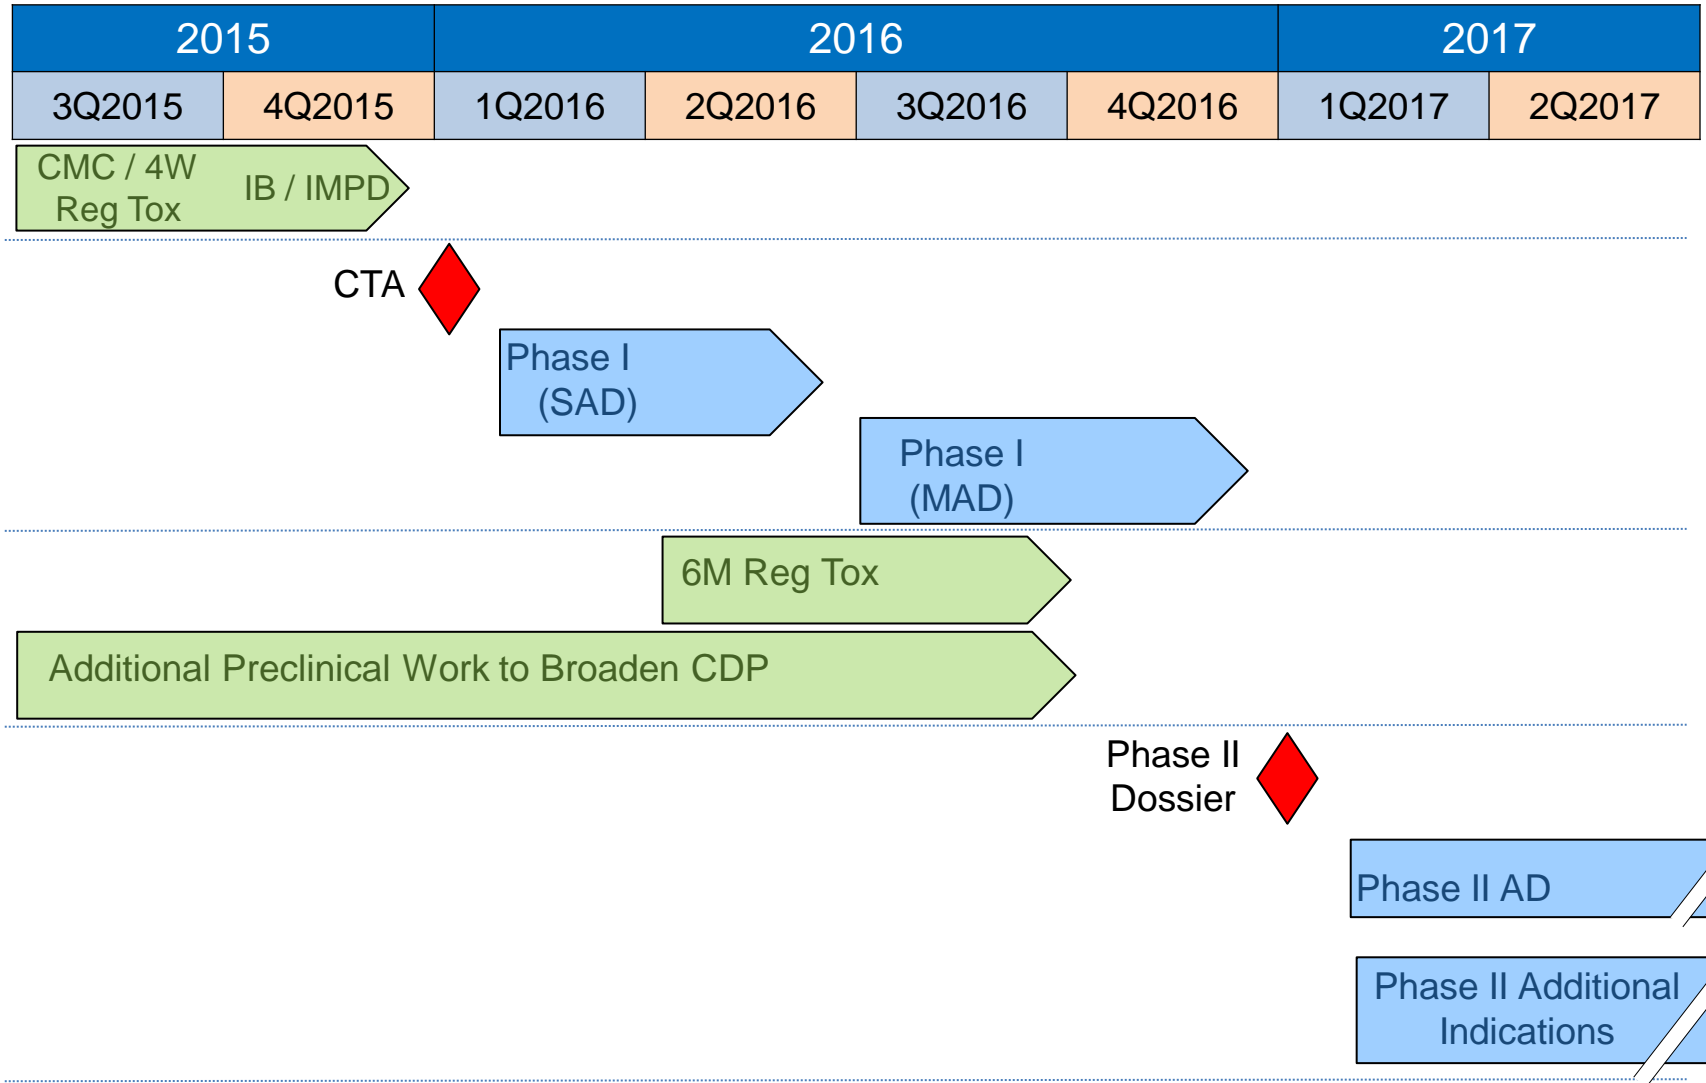 2015 2016 2017
3Q2015 4Q2015 1Q2016 2Q2016 3Q2016 4Q2016 1Q2017 2Q2017
CMC / 4W
Reg Tox
IB / IMPD
CTA
Phase I
(SAD)
Phase I
(MAD)
6M Reg Tox
Additional Preclinical Work to Broaden CDP
Phase II
Dossier
Phase II AD
Phase II Additional
Indications